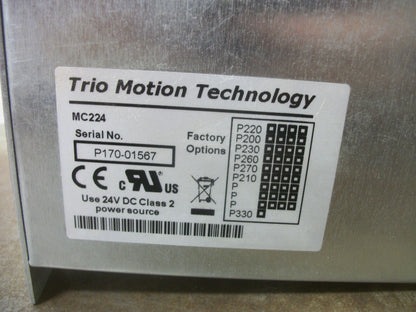 Trio Motion Technology
MC224
Serial No.
P170-01567
Factory
Options
P220
P200
P230
P260
P270
P210
P
P
P330
CE c RU US
Use 24V DC Class 2
power source